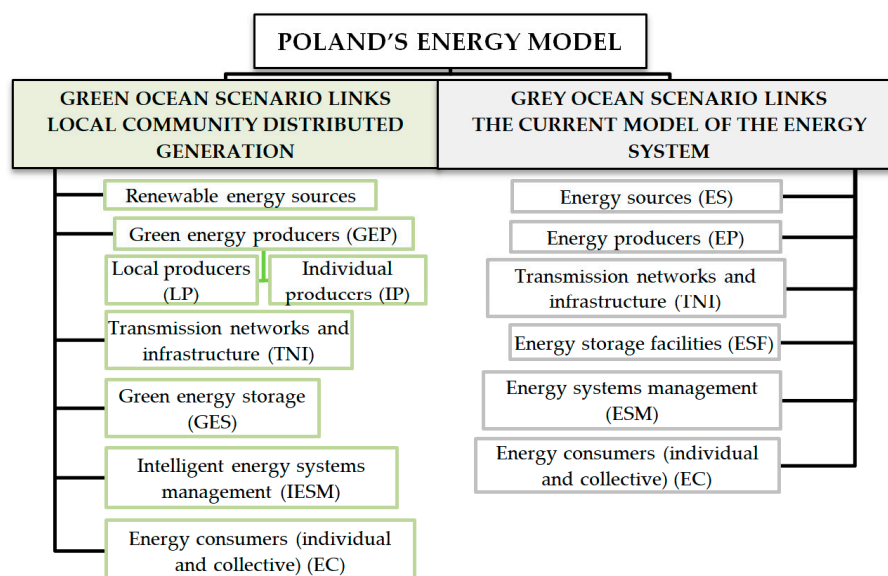 POLAND'S ENERGY MODEL
GREEN OCEAN SCENARIO LINKS
LOCAL COMMUNITY DISTRIBUTED
GENERATION
Renewable energy sources
Green energy producers (GEP)
Local producers
(LP)
Individual
producers (IP)
Transmission networks and
infrastructure (TNI)
Green energy storage
(GES)
Intelligent energy systems
management (IESM)
Energy consumers (individual
and collective) (EC)
GREY OCEAN SCENARIO LINKS
THE CURRENT MODEL OF THE ENERGY
SYSTEM
Energy sources (ES)
Energy producers (EP)
Transmission networks and
infrastructure (TNI)
Energy storage facilities (ESF)
Energy systems management
(ESM)
Energy consumers (individual
and collective) (EC)